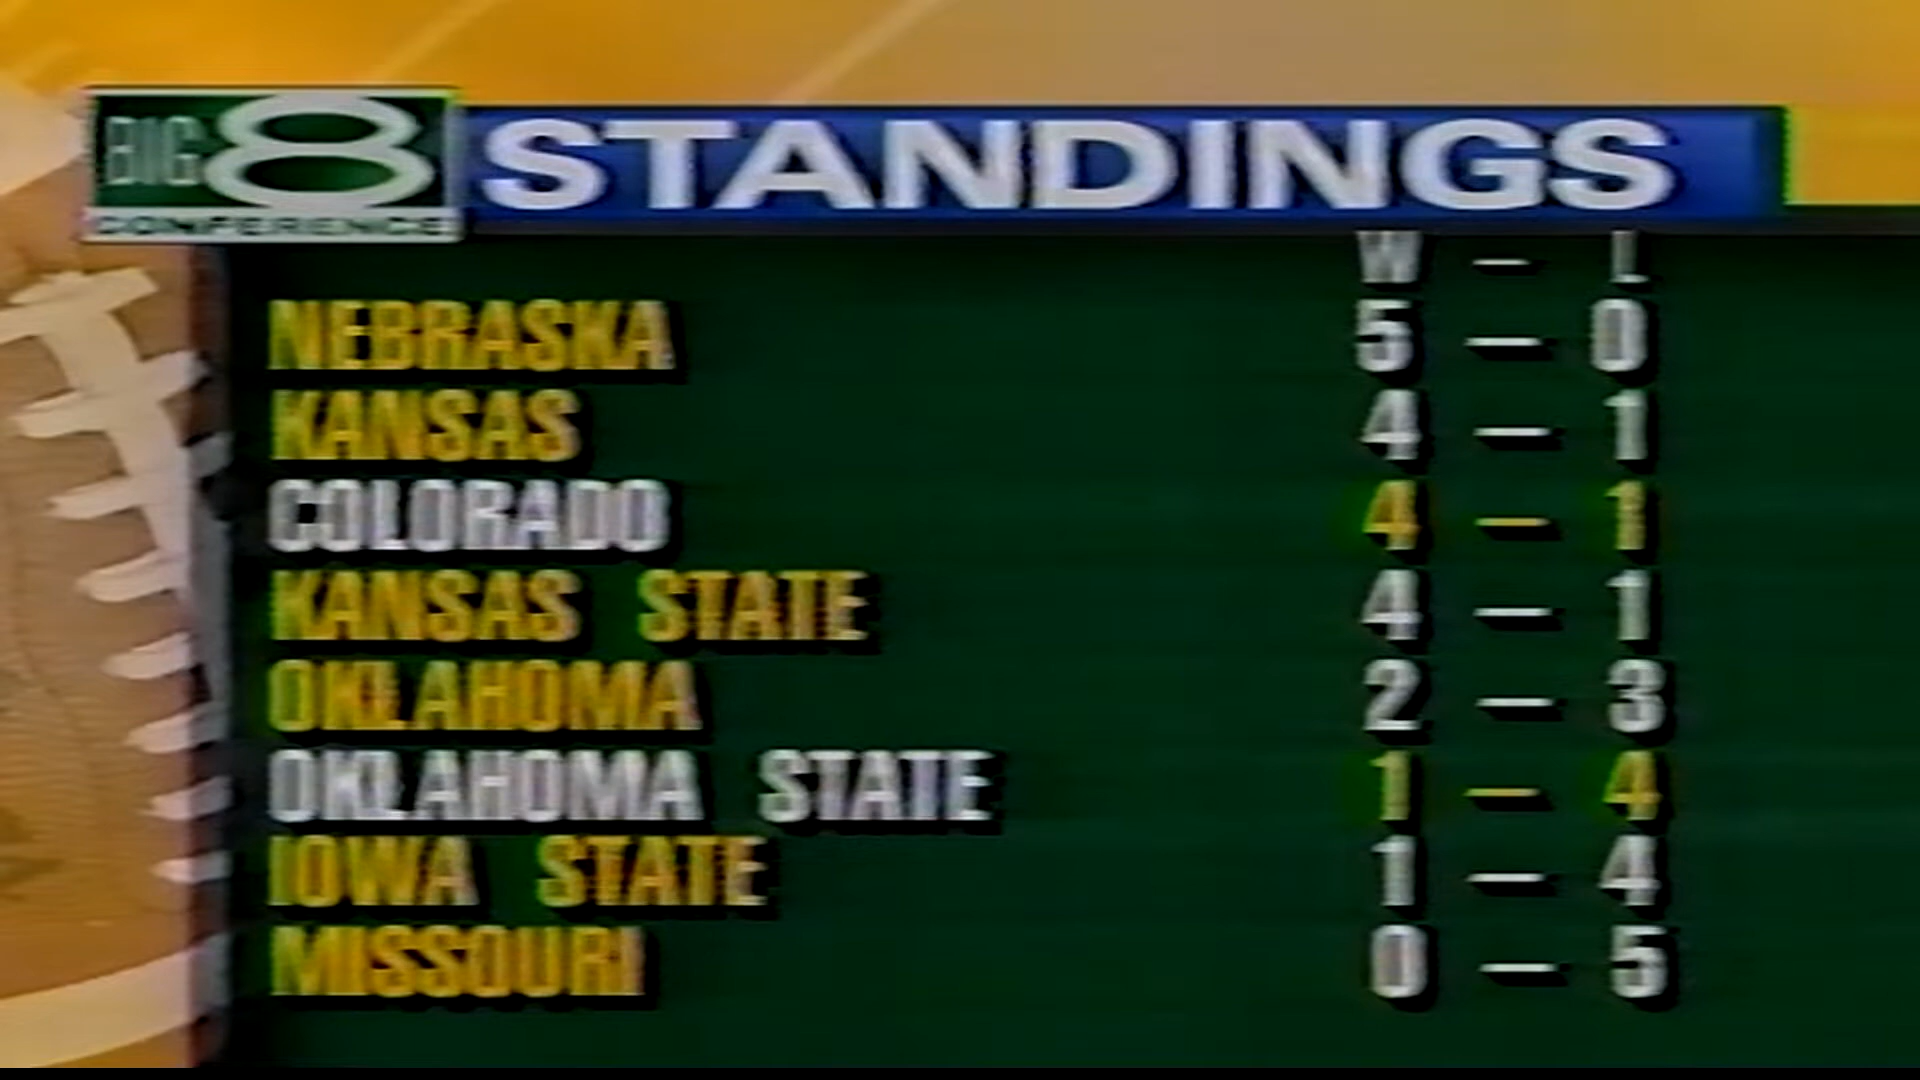 BIG 8 STANDINGS
CONFERENCE
W – L
NEBRASKA 5 – 0
KANSAS 4 – 1
COLORADO 4 – 1
KANSAS STATE 4 – 1
OKLAHOMA 2 – 3
OKLAHOMA STATE 1 – 4
IOWA STATE 1 – 4
MISSOURI 0 – 5